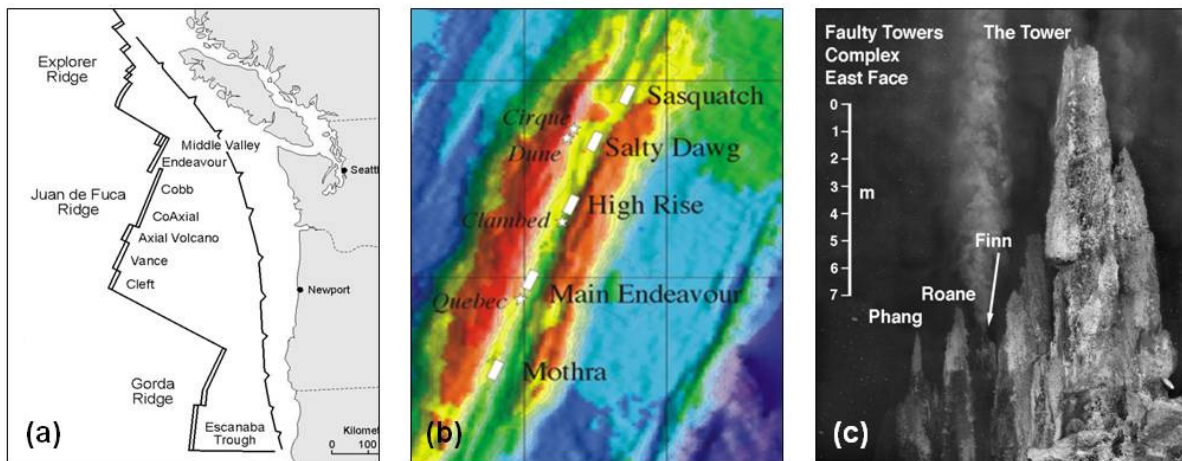 Explorer
Ridge
Middle Valley
Endeavour
Juan de Fuca
Ridge
Cobb
CoAxial
Axial Volcano
Vance
Cleft
Newport
Gorda
Ridge
Escanaba
Trough
100
(a)
Sasquatch
Cirque
Dune
Salty Dawg
High Rise
Clambed
Main Endeavour
Quebec
Mothra
(b)
Faulty Towers
Complex
East Face
The Tower
0
1
2
3
m
4
5
6
7
Finn
Roane
Phang
(c)